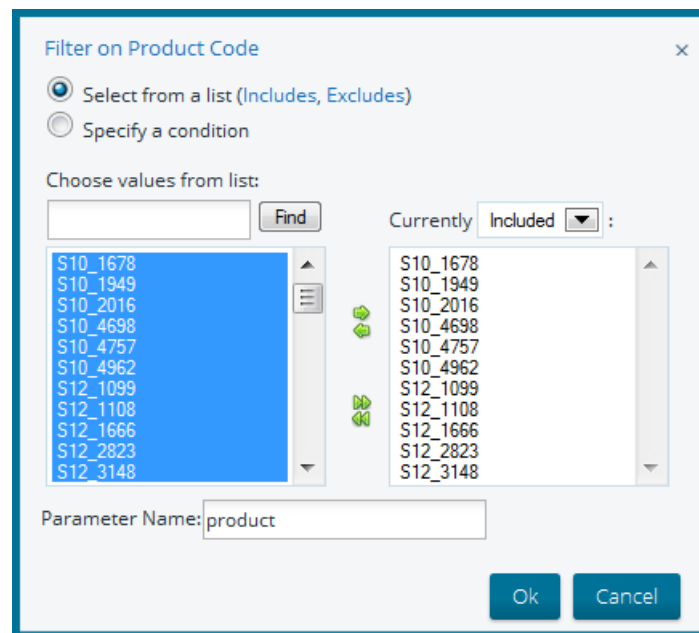 Filter on Product Code ×
Select from a list (Includes, Excludes)
Specify a condition
Choose values from list:
Find
Currently Included :
S10_1678
S10_1949
S10_2016
S10_4698
S10_4757
S10_4962
S12_1099
S12_1108
S12_1666
S12_2823
S12_3148
S10_1678
S10_1949
S10_2016
S10_4698
S10_4757
S10_4962
S12_1099
S12_1108
S12_1666
S12_2823
S12_3148
Parameter Name: product
Ok
Cancel